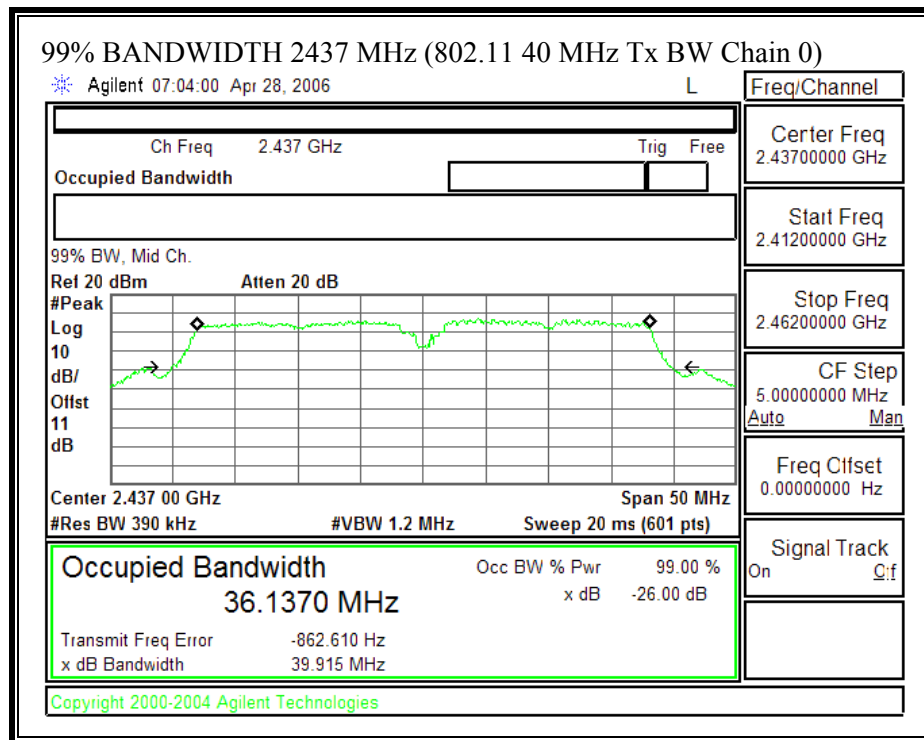 99% BANDWIDTH 2437 MHz (802.11 40 MHz Tx BW Chain 0)
Agilent 07:04:00 Apr 28, 2006 L
Freq/Channel
Ch Freq 2.437 GHz Trig Free
Occupied Bandwidth
Center Freq
2.43700000 GHz
Start Freq
2.41200000 GHz
Stop Freq
2.46200000 GHz
CF Step
5.00000000 MHz
Auto Man
Freq Offset
0.00000000 Hz
Signal Track
On Off
99% BW, Mid Ch.
Ref 20 dBm Atten 20 dB
#Peak
Log
10
dB/
Offst
11
dB
Center 2.437 00 GHz Span 50 MHz
#Res BW 390 kHz #VBW 1.2 MHz Sweep 20 ms (601 pts)
Occupied Bandwidth
36.1370 MHz
Occ BW % Pwr 99.00 %
x dB -26.00 dB
Transmit Freq Error -862.610 Hz
x dB Bandwidth 39.915 MHz
Copyright 2000-2004 Agilent Technologies